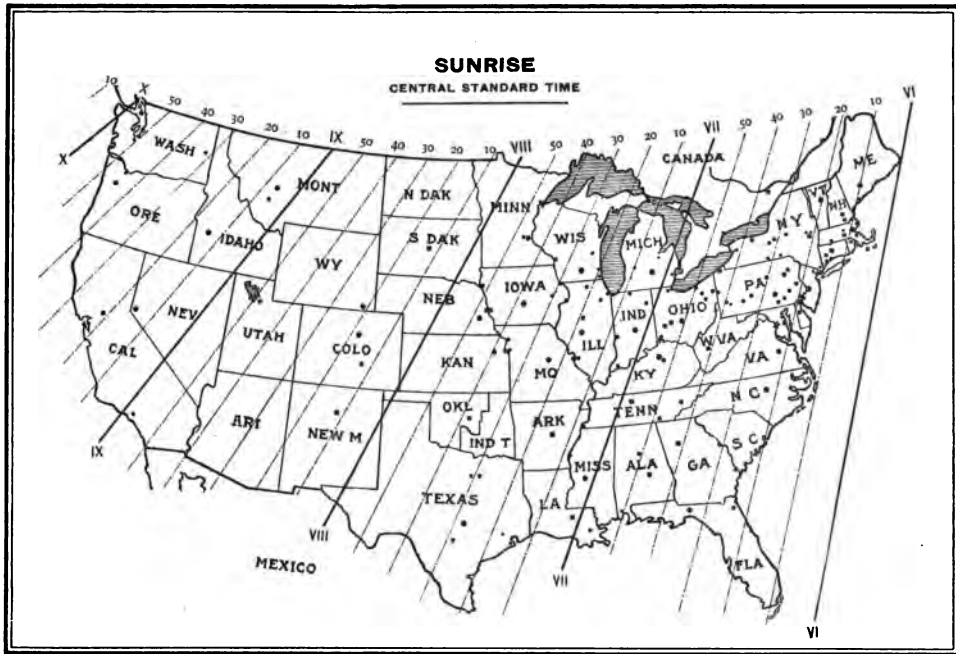 SUNRISE
CENTRAL STANDARD TIME
10 X 50 40 30 20 10 IX 50 40 30 20 10 VIII 50 40 30 20 10 VII 50 40 30 20 10 VI
X
CANADA
WASH
MONT
N DAK
MINN
ME
VT
NH
ORE
IDAHO
S DAK
WIS
MICH
N Y
WY
NEB
IOWA
PA
NEV
UTAH
COLO
ILL
IND
OHIO
W VA
CAL
KAN
MO
KY
VA
ARI
NEW M
OKL
IND T
ARK
TENN
N C
S C
IX
TEXAS
LA
MISS
ALA
GA
VIII
MEXICO
VII
FLA
VI